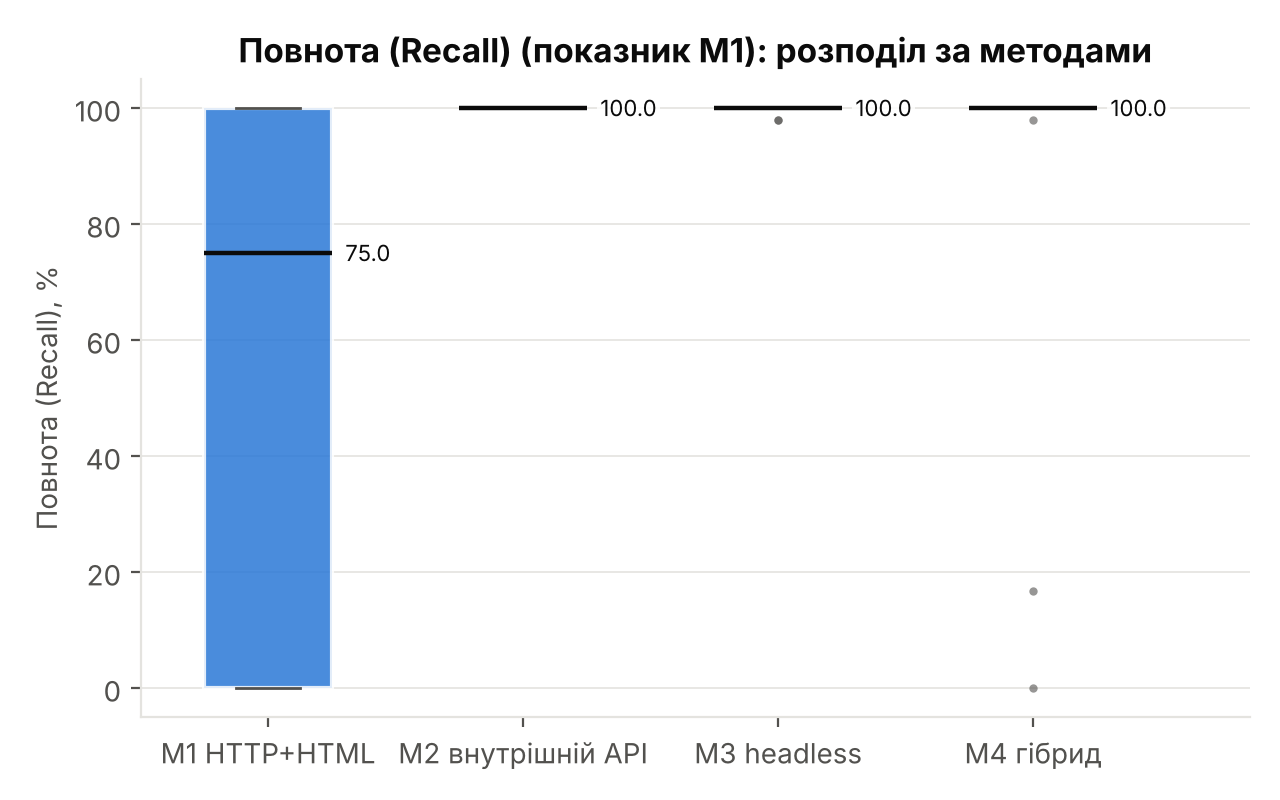 Повнота (Recall) (показник M1): розподіл за методами
Повнота (Recall), %
100
80
60
40
20
0
75.0
100.0
100.0
100.0
M1 HTTP+HTML
M2 внутрішній API
M3 headless
M4 гібрид